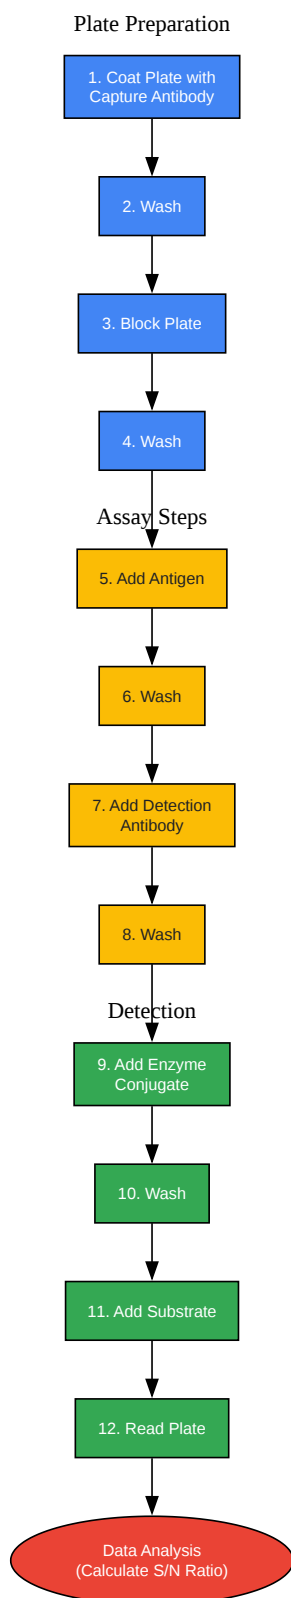 Plate Preparation
1. Coat Plate with
Capture Antibody
2. Wash
3. Block Plate
4. Wash
Assay Steps
5. Add Antigen
6. Wash
7. Add Detection
Antibody
8. Wash
Detection
9. Add Enzyme
Conjugate
10. Wash
11. Add Substrate
12. Read Plate
Data Analysis
(Calculate S/N Ratio)